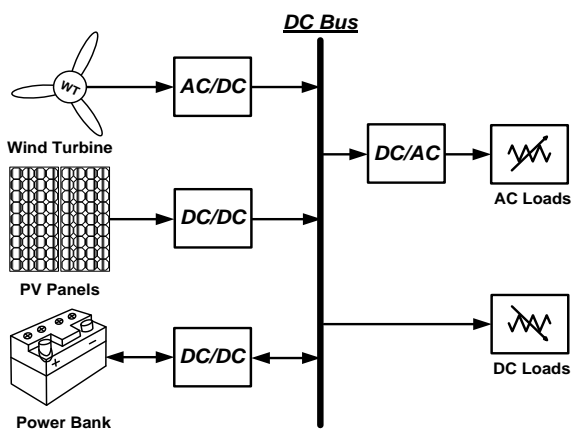 DC Bus
WT
AC/DC
Wind Turbine
DC/AC
AC Loads
DC/DC
PV Panels
+
−
DC/DC
DC Loads
Power Bank